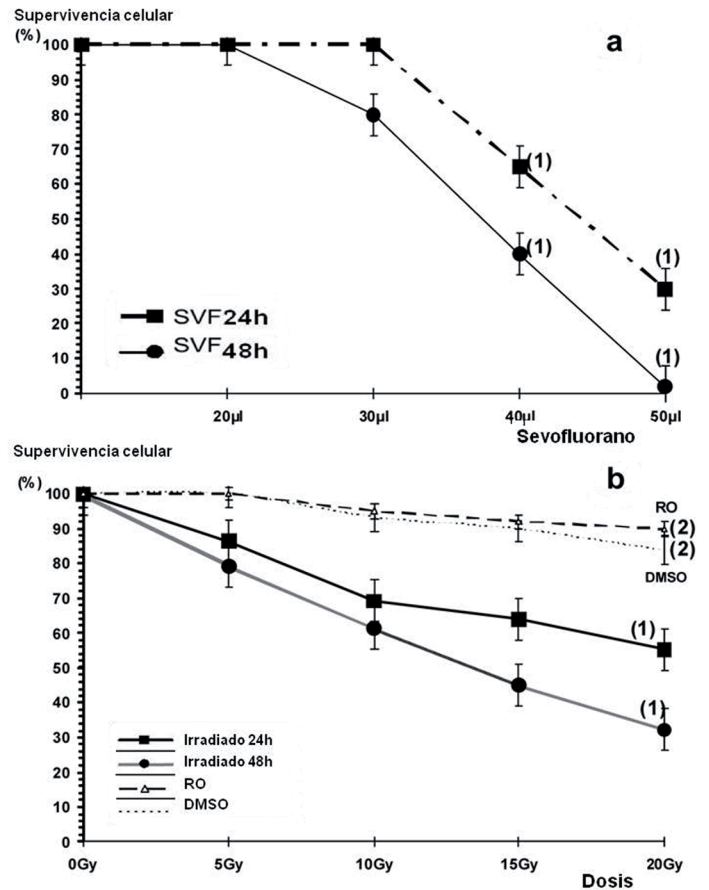 Supervivencia celular
(%)
a
100
90
80
70
60
50
40
30
20
10
0
(1)
(1)
(1)
(1)
SVF24h
SVF48h
20µl
30µl
40µl
50µl
Sevofluorano
Supervivencia celular
(%)
b
100
90
80
70
60
50
40
30
20
10
0
RO
(2)
(2)
DMSO
(1)
(1)
Irradiado 24h
Irradiado 48h
RO
DMSO
0Gy
5Gy
10Gy
15Gy
20Gy
Dosis